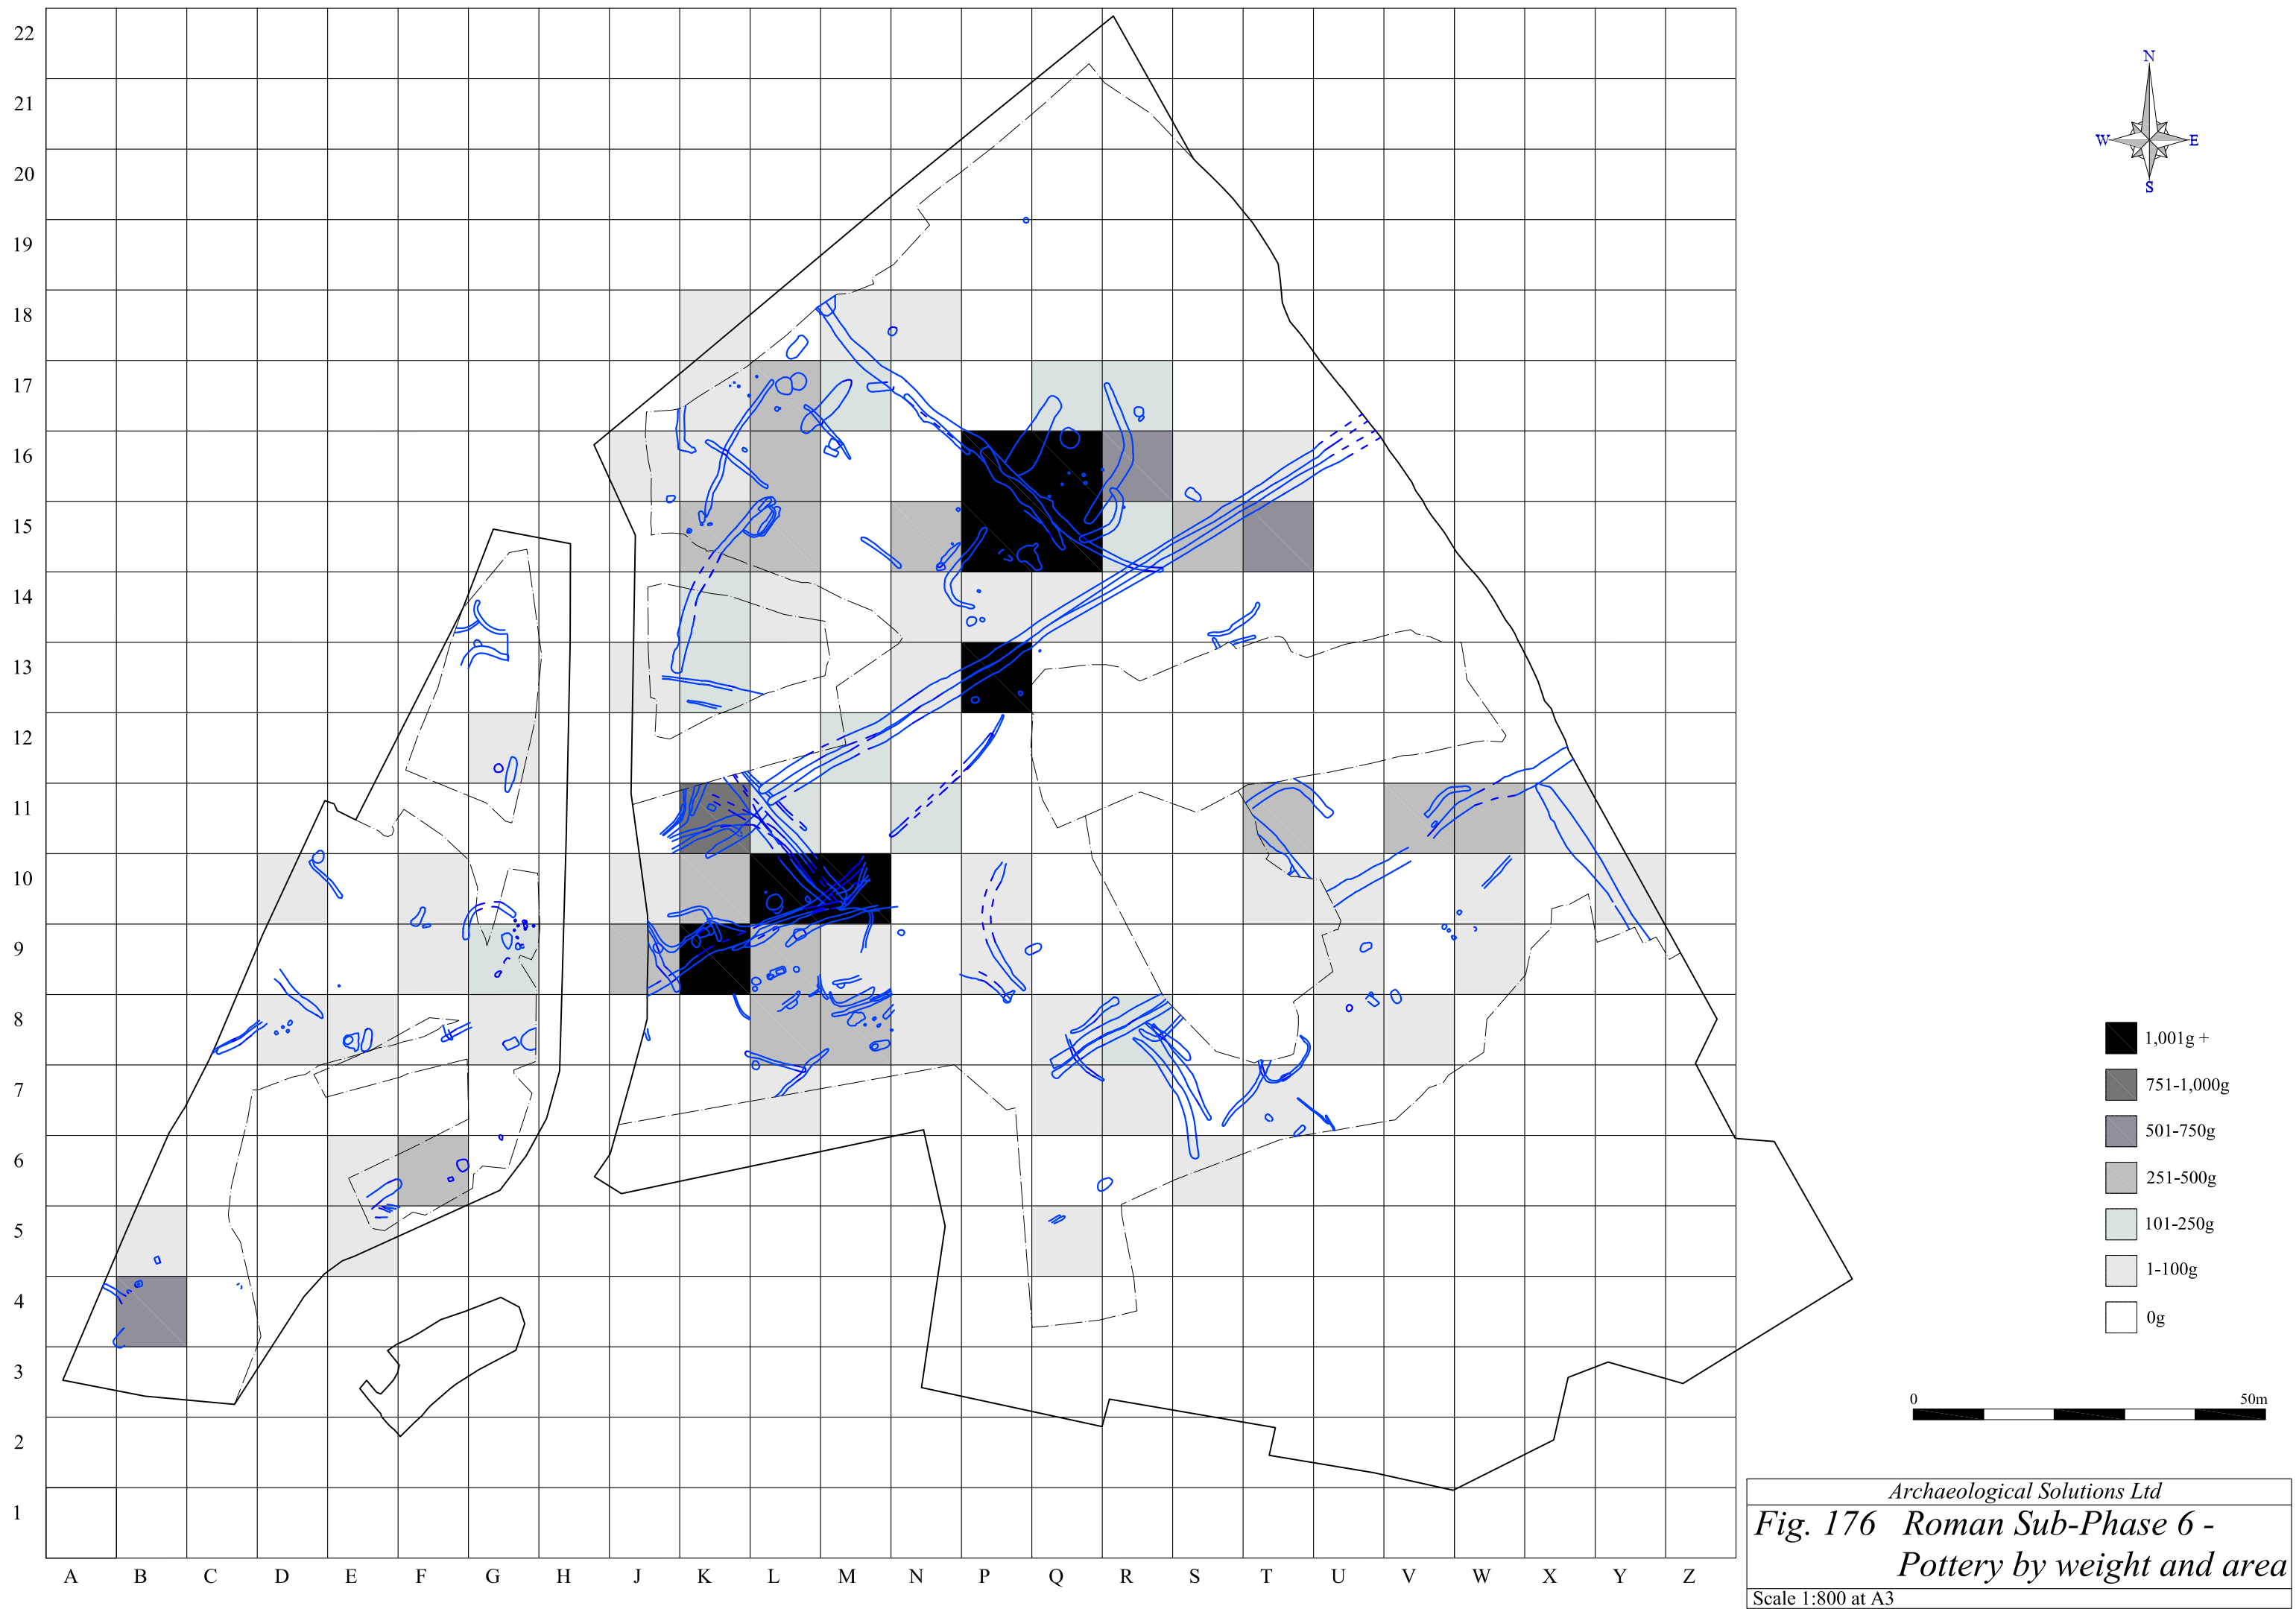 22
21
20
19
18
17
16
15
14
13
12
11
10
9
8
7
6
5
4
3
2
1
A B C D E F G H J K L M N P Q R S T U V W X Y Z
N
W E
S
1,001g +
751-1,000g
501-750g
251-500g
101-250g
1-100g
0g
0 50m
Archaeological Solutions Ltd
Fig. 176 Roman Sub-Phase 6 -
Pottery by weight and area
Scale 1:800 at A3